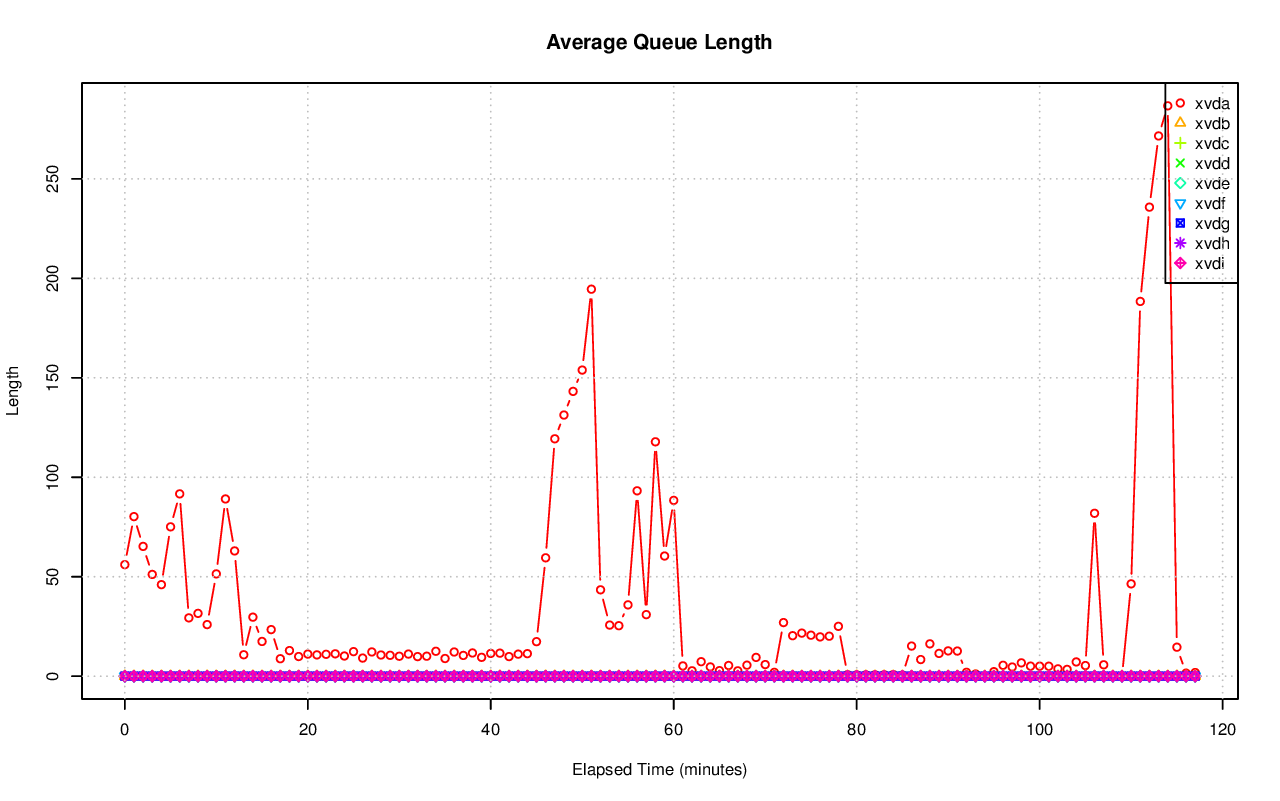 Average Queue Length
Length
250
200
150
100
50
0
xvda
xvdb
xvdc
xvdd
xvde
xvdf
xvdg
xvdh
xvdi
0 20 40 60 80 100 120
Elapsed Time (minutes)